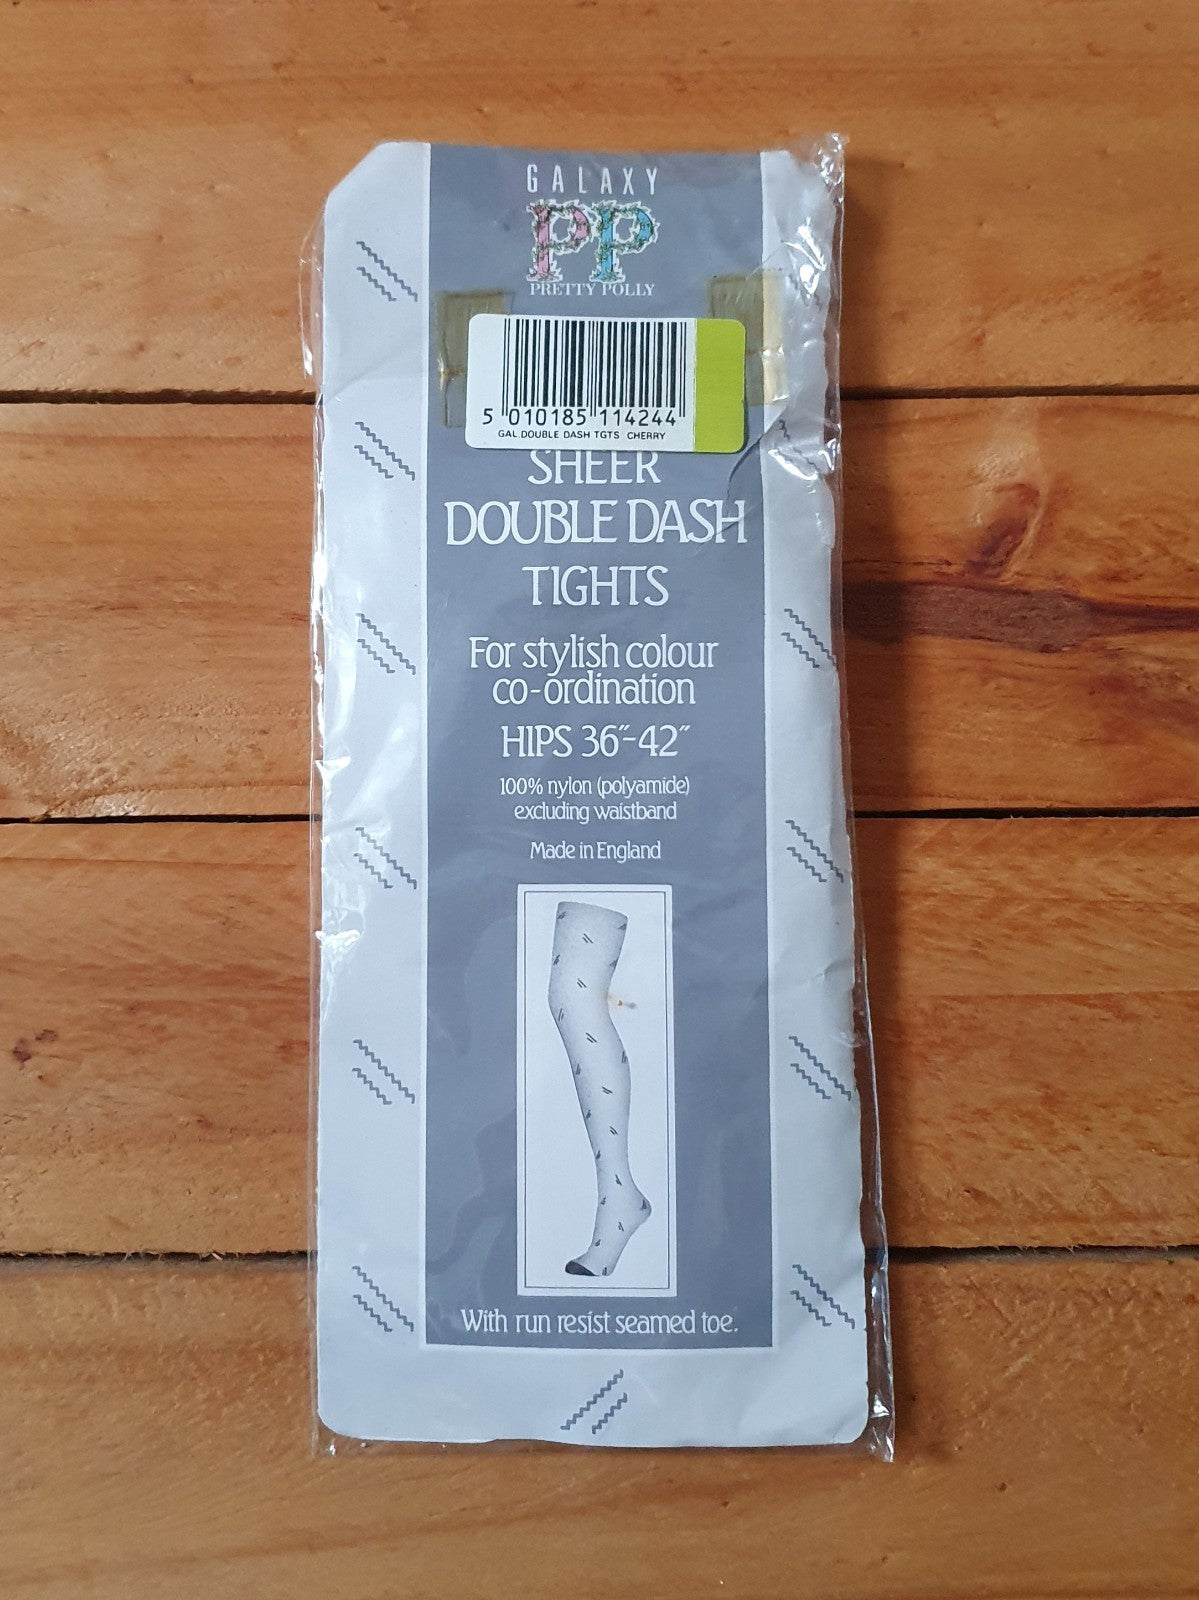 GALAXY
PP
PRETTY POLLY
5 010185 114244
GAL.DOUBLE DASH TGTS CHERRY
SHEER
DOUBLE DASH
TIGHTS
For stylish colour
co-ordination
HIPS 36″-42″
100% nylon (polyamide)
excluding waistband
Made in England
With run resist seamed toe.